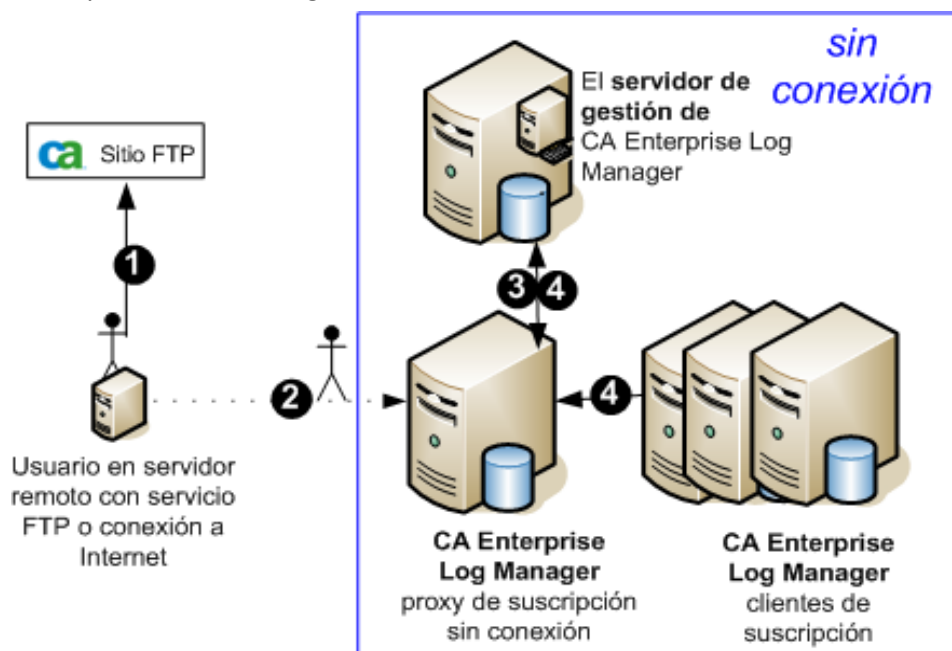 sin
conexión
El servidor de
gestión de
CA Enterprise Log
Manager
ca Sitio FTP
1
3 4
2
4
Usuario en servidor
remoto con servicio
FTP o conexión a
Internet
CA Enterprise
Log Manager
proxy de suscripción
sin conexión
CA Enterprise
Log Manager
clientes de
suscripción